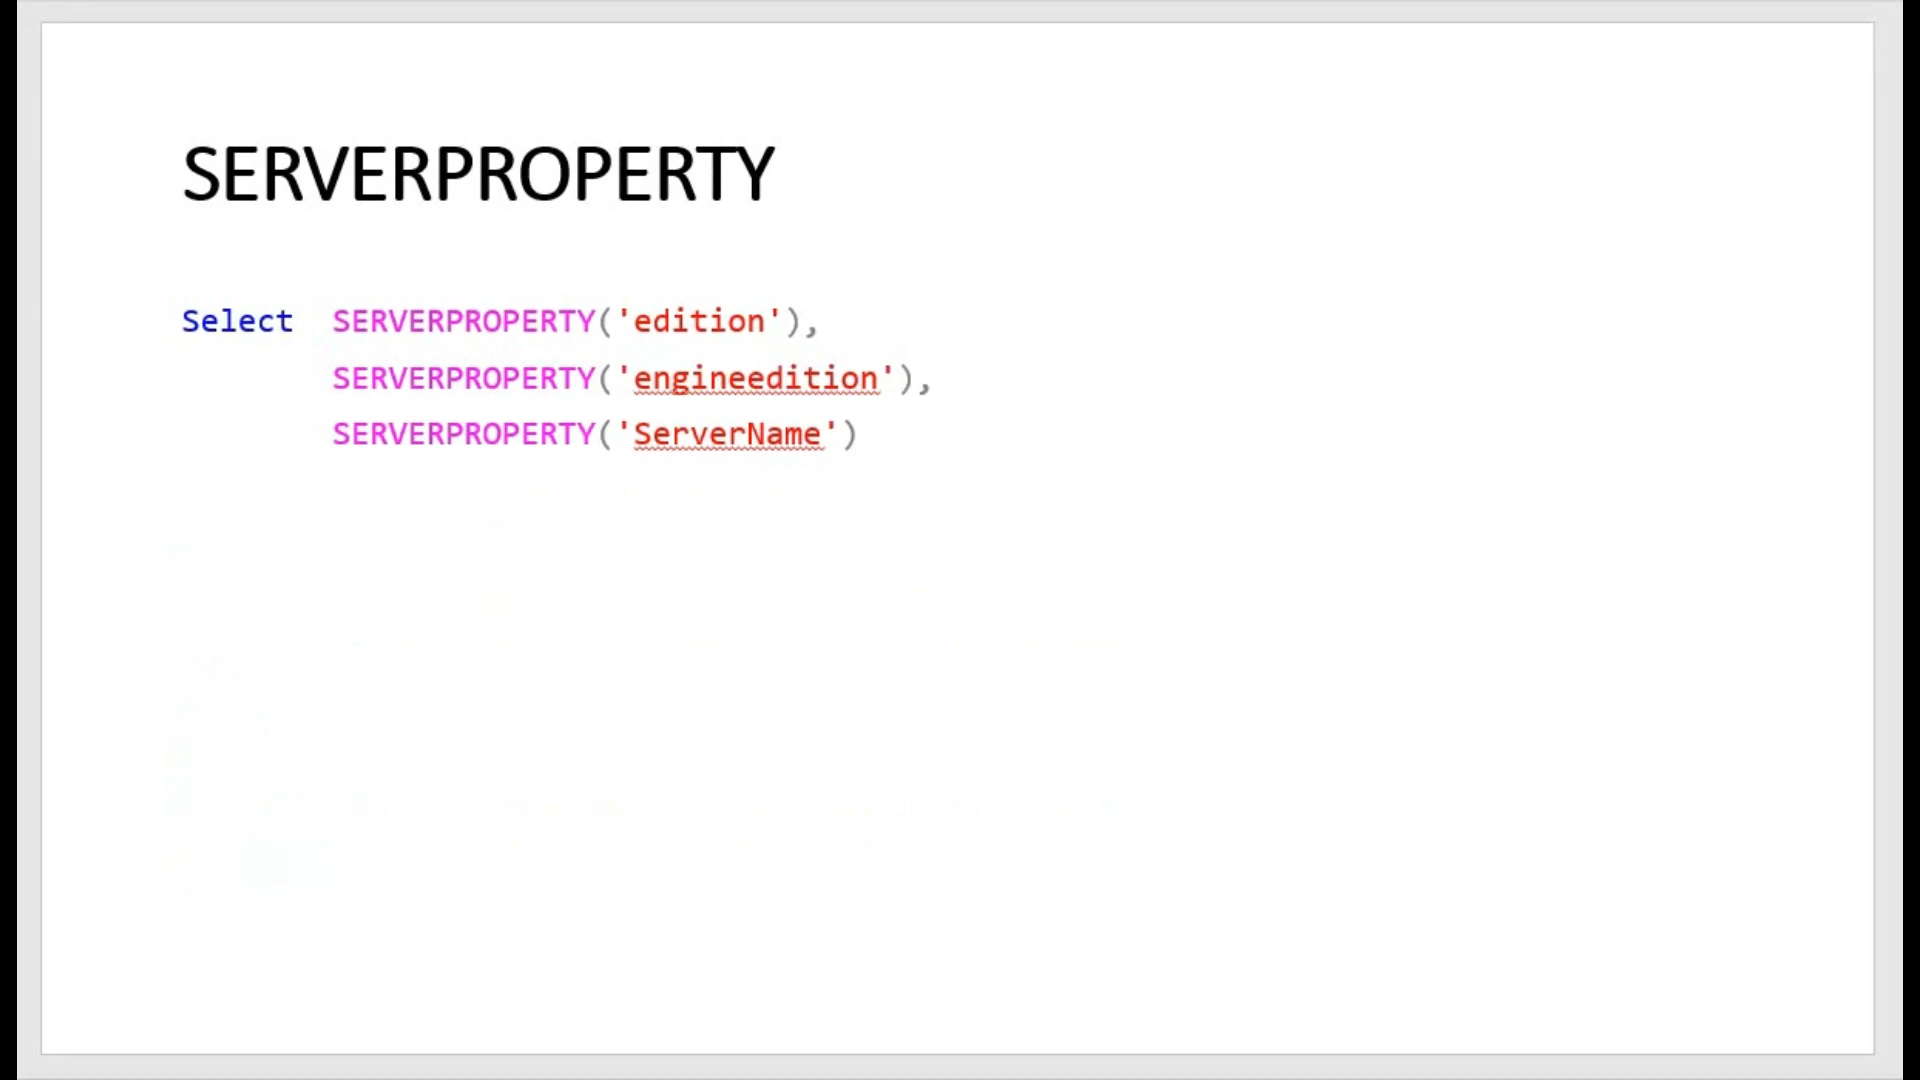 SERVERPROPERTY
Select SERVERPROPERTY('edition'),
SERVERPROPERTY('engineedition'),
SERVERPROPERTY('ServerName')